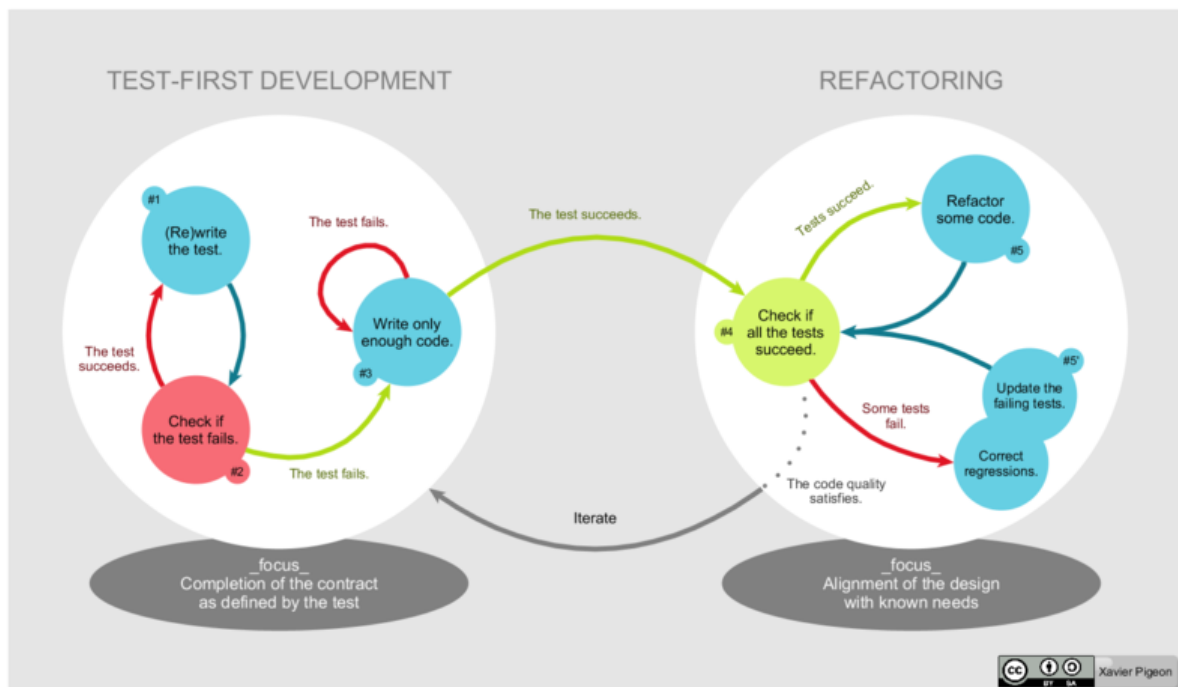 TEST-FIRST DEVELOPMENT
REFACTORING
#1
(Re)write
the test.
The test
succeeds.
Check if
the test fails.
#2
The test fails.
The test fails.
Write only
enough code.
#3
The test succeeds.
#4
Check if
all the tests
succeed.
Tests succeed.
Refactor
some code.
#5
#5'
Update the
failing tests.
Some tests
fail.
Correct
regressions.
The code quality
satisfies.
Iterate
_focus_
Completion of the contract
as defined by the test
_focus_
Alignment of the design
with known needs
cc
BY SA
Xavier Pigeon